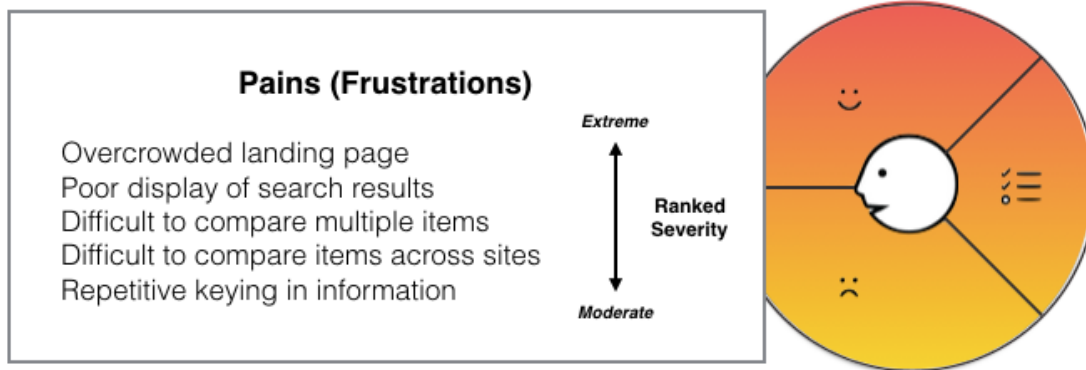 Pains (Frustrations)
Overcrowded landing page
Poor display of search results
Difficult to compare multiple items
Difficult to compare items across sites
Repetitive keying in information
Extreme
Ranked
Severity
Moderate